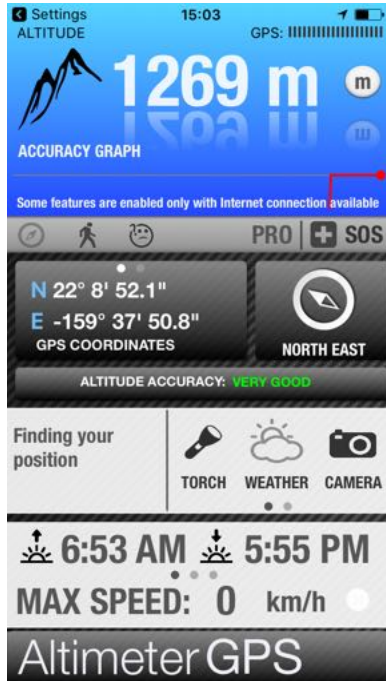 Settings 15:03
ALTITUDE GPS:
1269 m m
ACCURACY GRAPH
Some features are enabled only with Internet connection available
PRO | SOS
N 22° 8' 52.1"
E -159° 37' 50.8"
GPS COORDINATES NORTH EAST
ALTITUDE ACCURACY: VERY GOOD
Finding your
position
TORCH WEATHER CAMERA
6:53 AM 5:55 PM
MAX SPEED: 0 km/h
Altimeter GPS